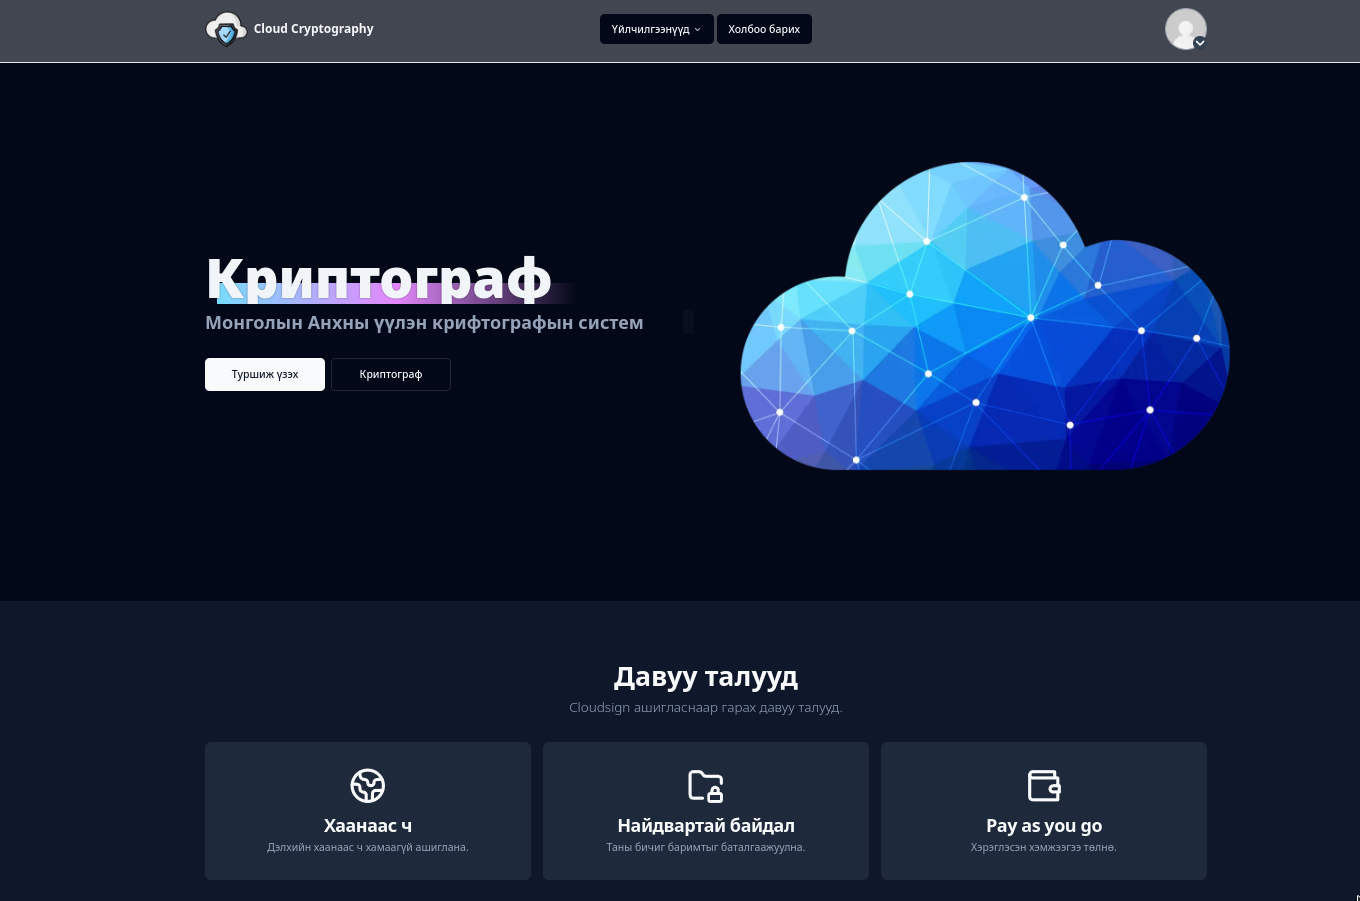 Cloud Cryptography
Үйлчилгээнүүд
Холбоо барих
Криптограф
Монголын Анхны үүлэн крифтографын систем
Туршиж үзэх
Криптограф
Давуу талууд
Cloudsign ашигласнаар гарах давуу талууд.
Хаанаас ч
Дэлхийн хаанаас ч хамаагүй ашиглана.
Найдвартай байдал
Таны бичиг баримтыг баталгаажуулна.
Pay as you go
Хэрэглэсэн хэмжээгээ төлнө.